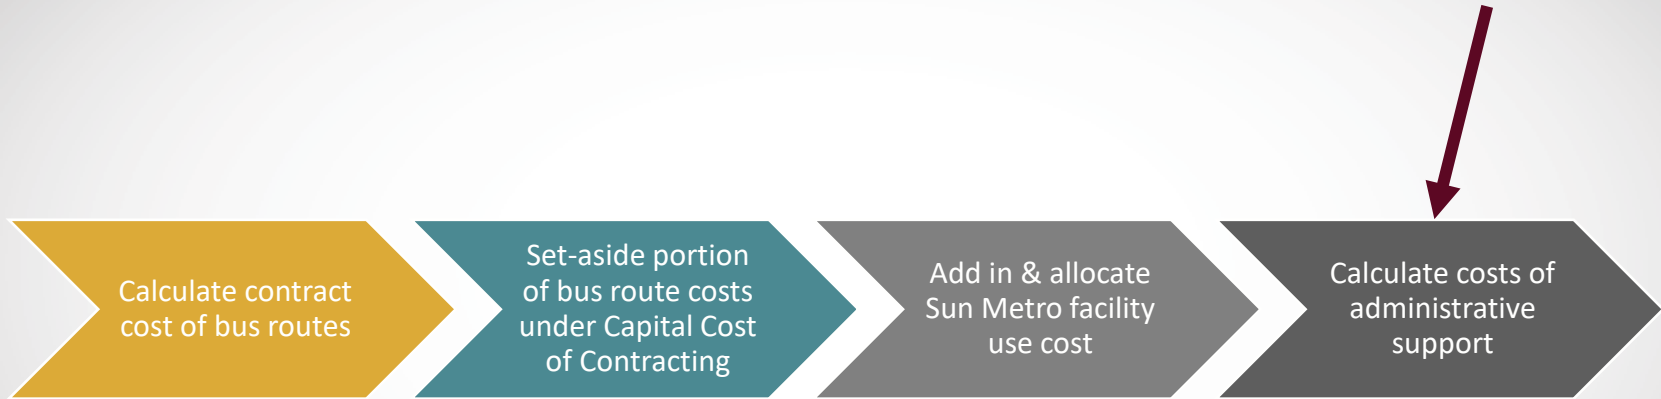 Calculate contract
cost of bus routes
Set-aside portion
of bus route costs
under Capital Cost
of Contracting
Add in & allocate
Sun Metro facility
use cost
Calculate costs of
administrative
support